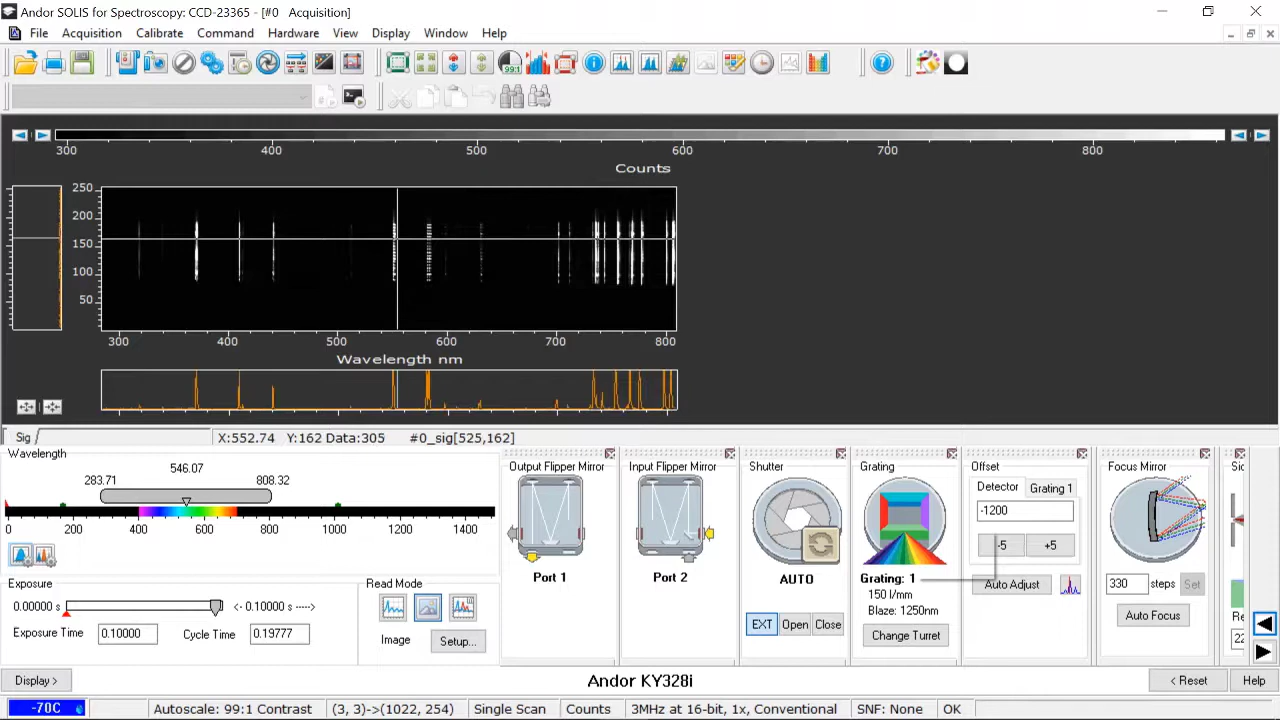 Andor SOLIS for Spectroscopy: CCD-23365 - [#0 Acquisition]
File Acquisition Calibrate Command Hardware View Display Window Help
99:1
300 400 500 600 700 800
Counts
250
200
150
100
50
300 400 500 600 700 800
Wavelength nm
Sig X:552.74 Y:162 Data:305 #0_sig[525,162]
Wavelength
546.07
283.71 808.32
0 200 400 600 800 1000 1200 1400
Exposure
0.00000 s <- 0.10000 s ---->
Exposure Time 0.10000 Cycle Time 0.19777
Read Mode
Image Setup...
Output Flipper Mirror
Port 1
Input Flipper Mirror
Port 2
Shutter
AUTO
EXT Open Close
Grating
Grating: 1
150 l/mm
Blaze: 1250nm
Change Turret
Offset
Detector Grating 1
-1200
-5 +5
Auto Adjust
Focus Mirror
330 steps Set
Auto Focus
Display > Andor KY328i < Reset Help
-70C Autoscale: 99:1 Contrast (3, 3)->(1022, 254) Single Scan Counts 3MHz at 16-bit, 1x, Conventional SNF: None OK